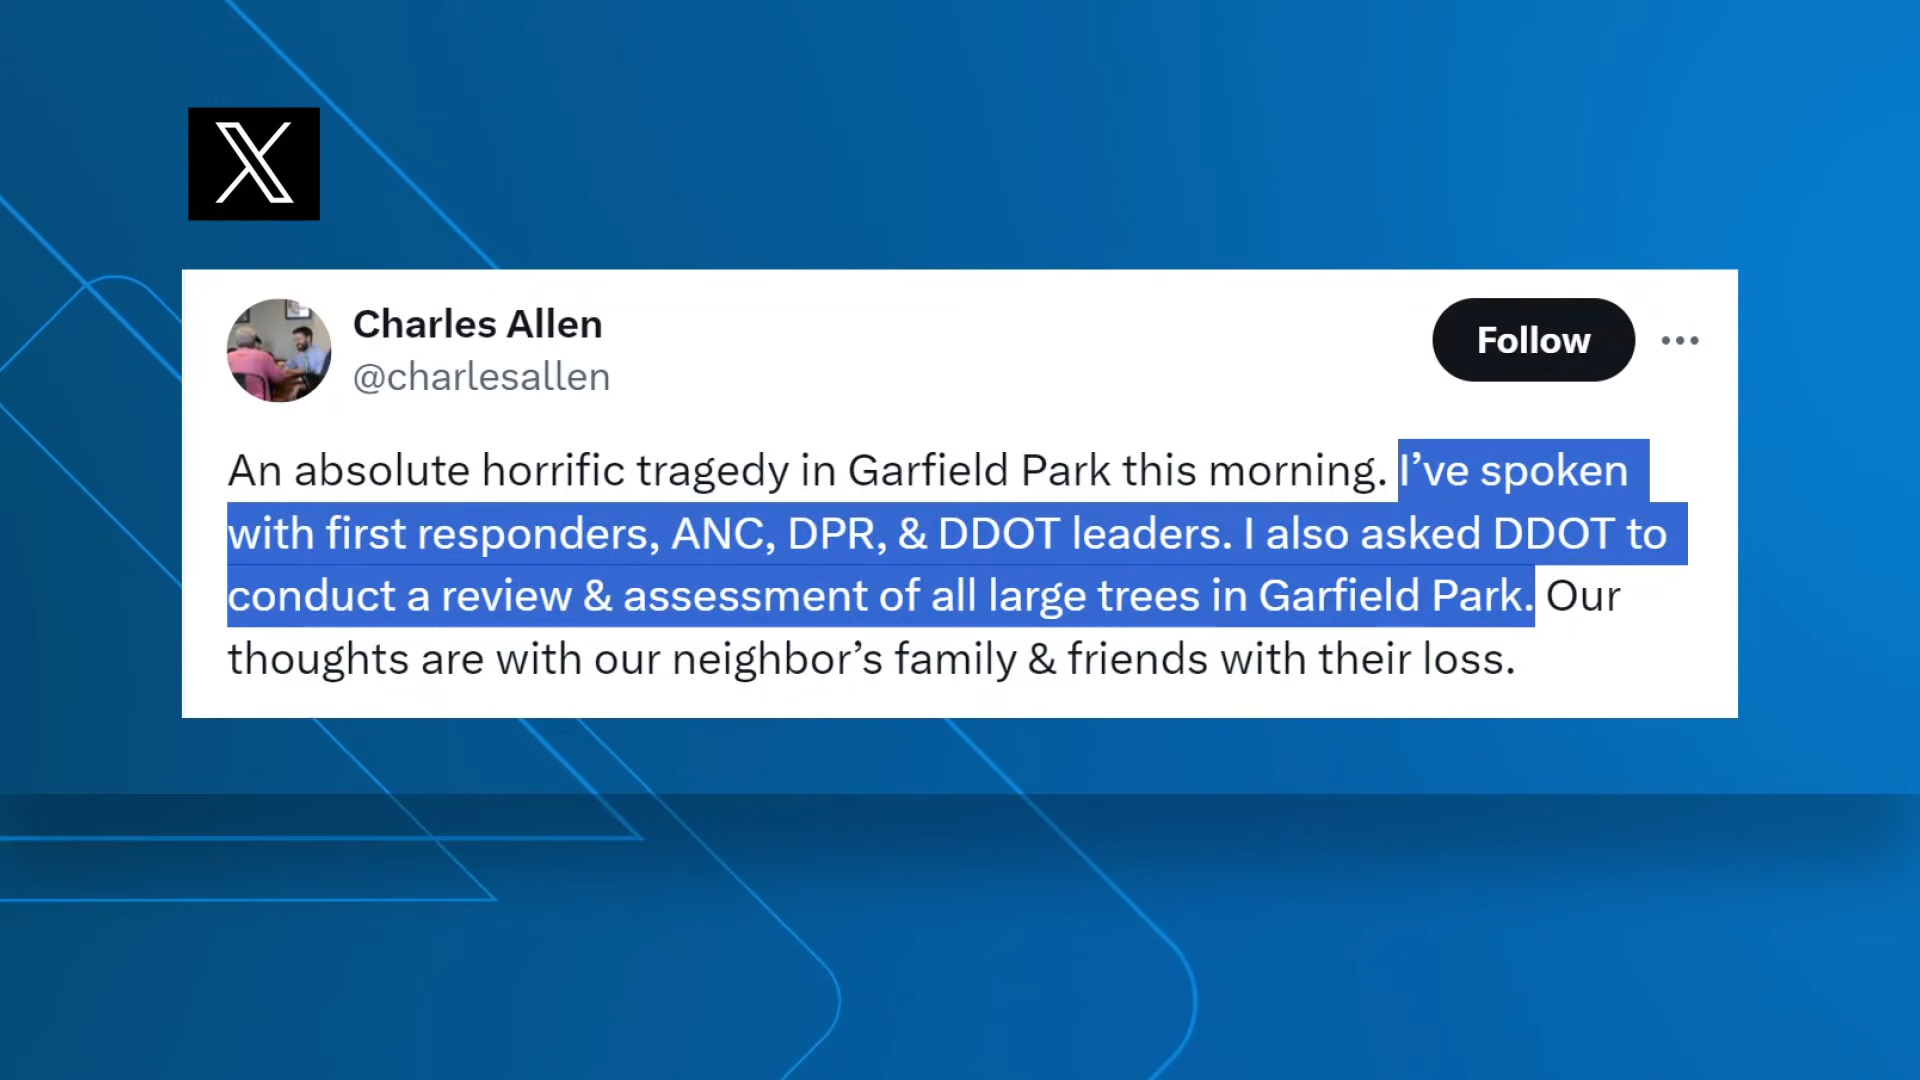 X
Charles Allen
@charlesallen
Follow
An absolute horrific tragedy in Garfield Park this morning. I’ve spoken
with first responders, ANC, DPR, & DDOT leaders. I also asked DDOT to
conduct a review & assessment of all large trees in Garfield Park. Our
thoughts are with our neighbor’s family & friends with their loss.